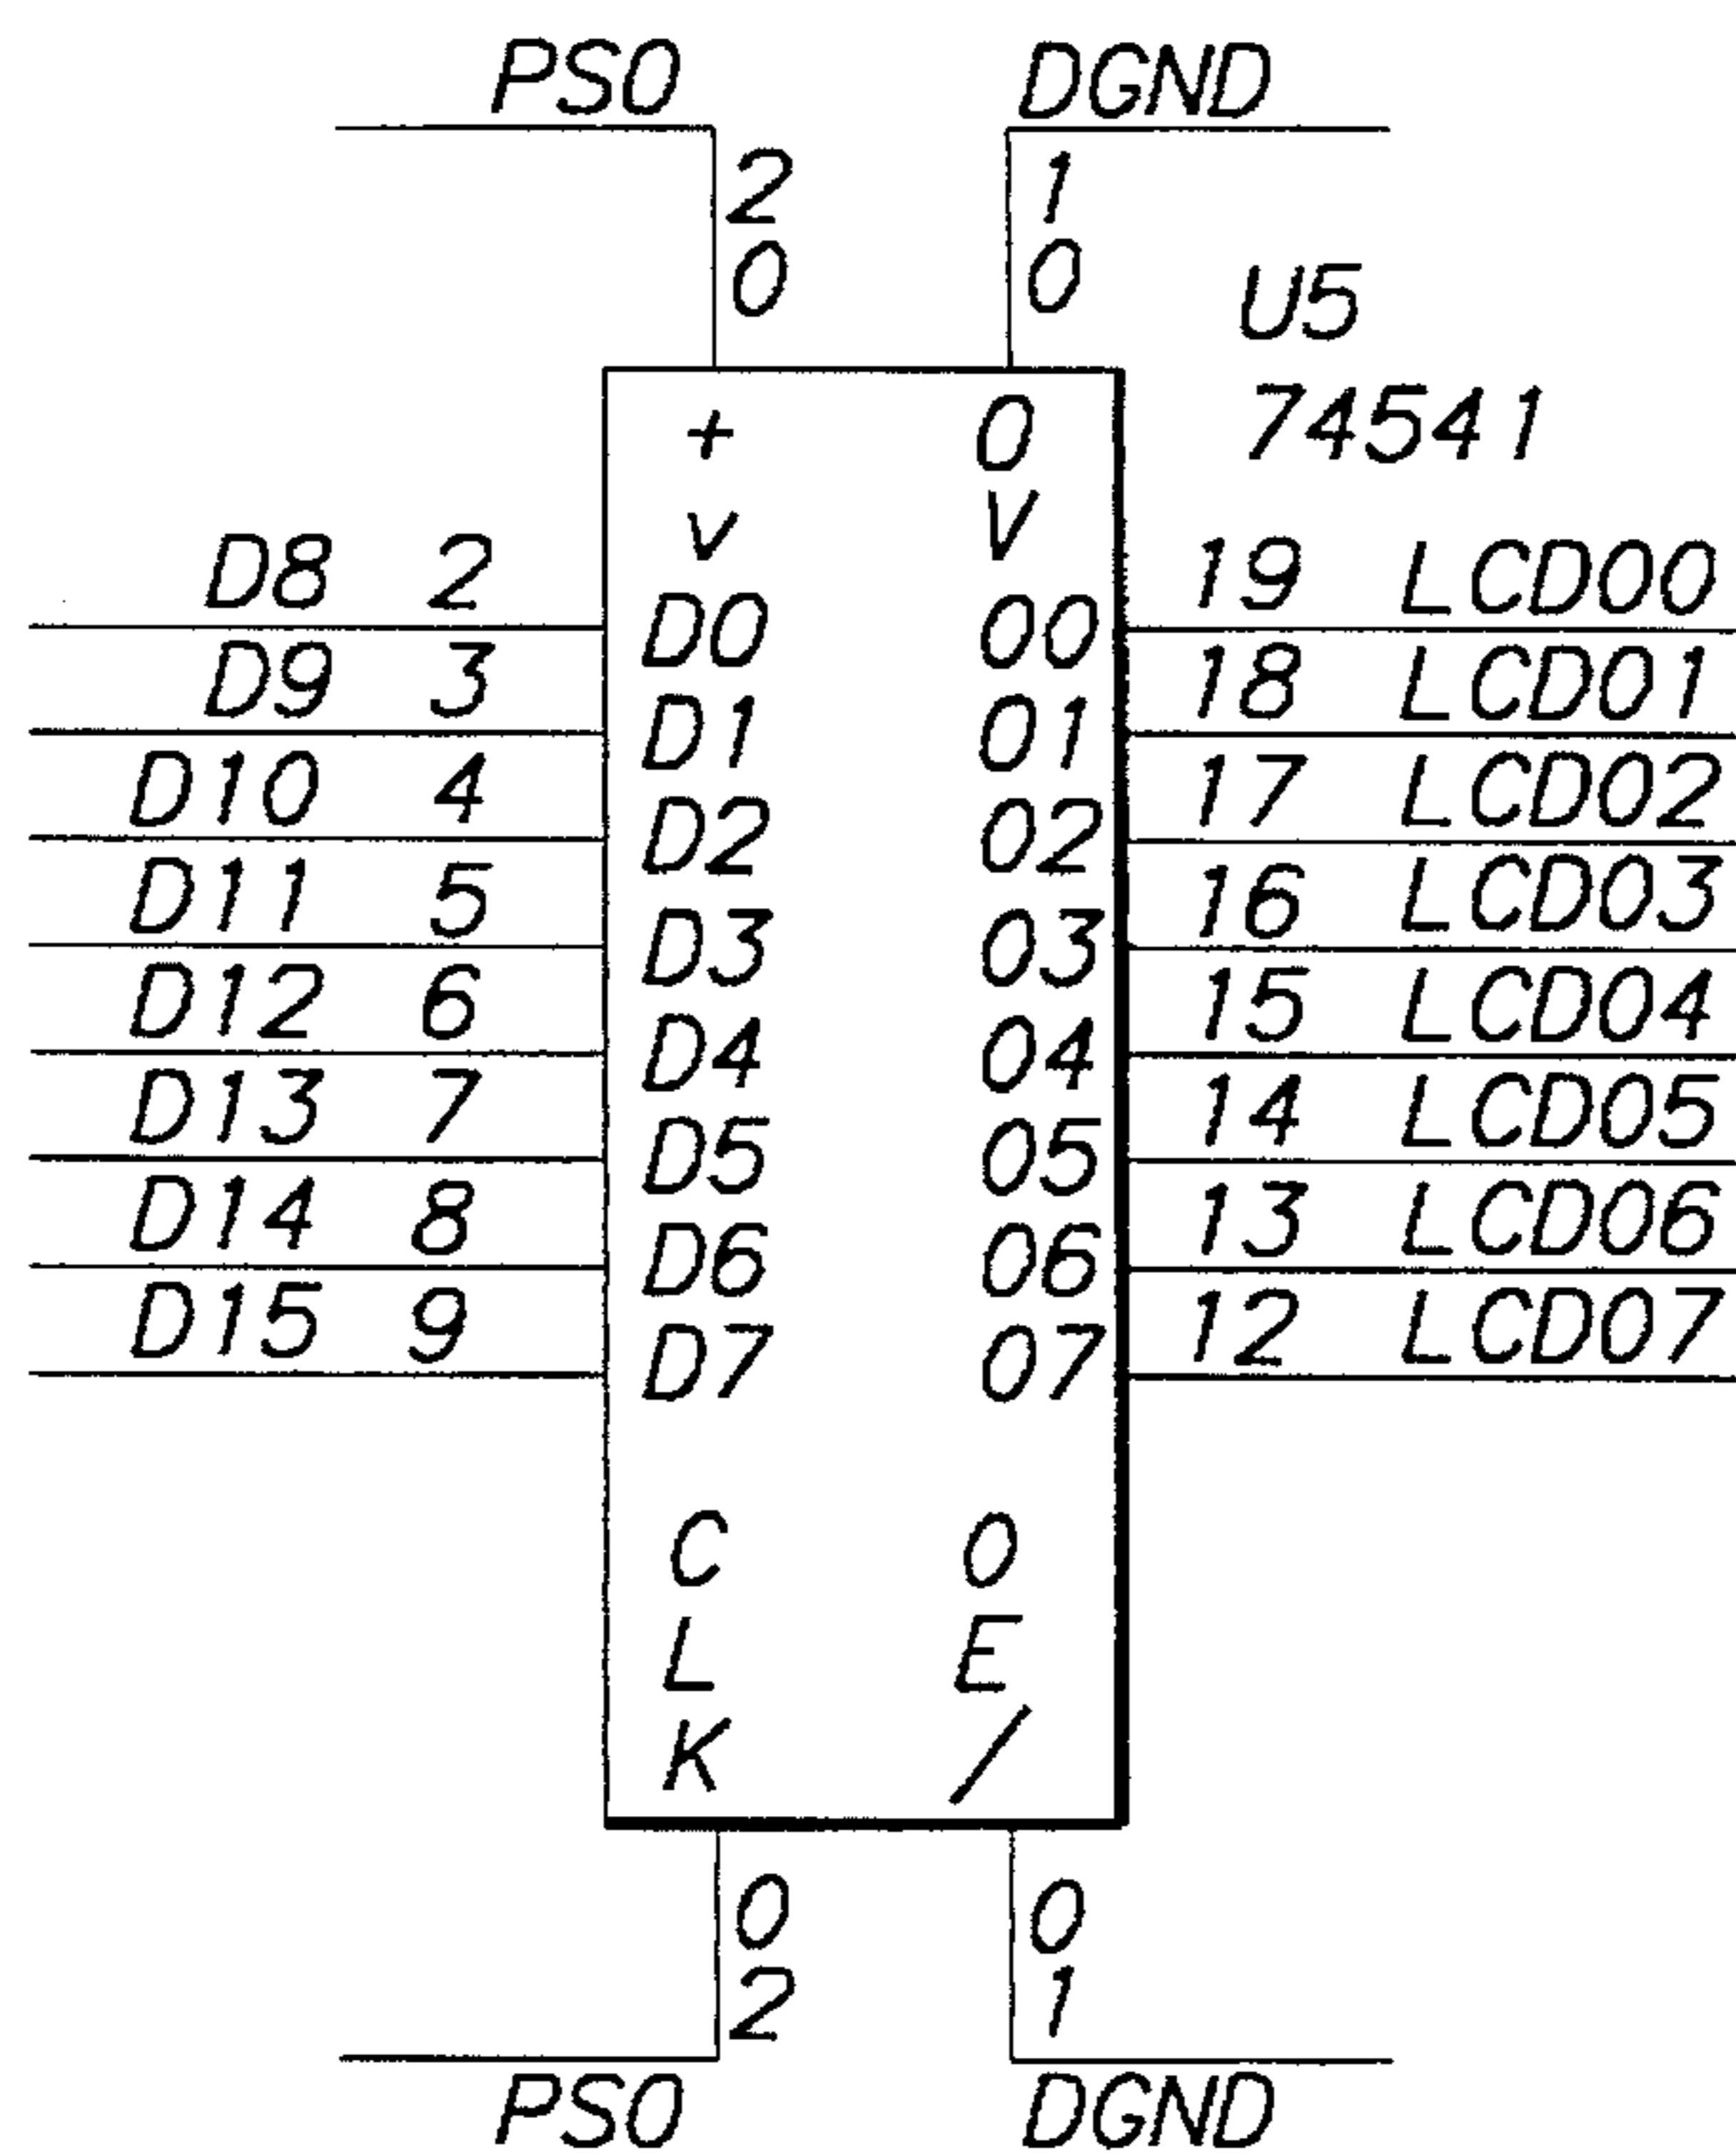 PS0 DGND
2 1
0 0
U5
74541
+ 0
v V
D8 2 D0 00 19 LCD00
D9 3 D1 01 18 LCD01
D10 4 D2 02 17 LCD02
D11 5 D3 03 16 LCD03
D12 6 D4 04 15 LCD04
D13 7 D5 05 14 LCD05
D14 8 D6 06 13 LCD06
D15 9 D7 07 12 LCD07
C O
L E
K /
0 0
2 1
PS0 DGND